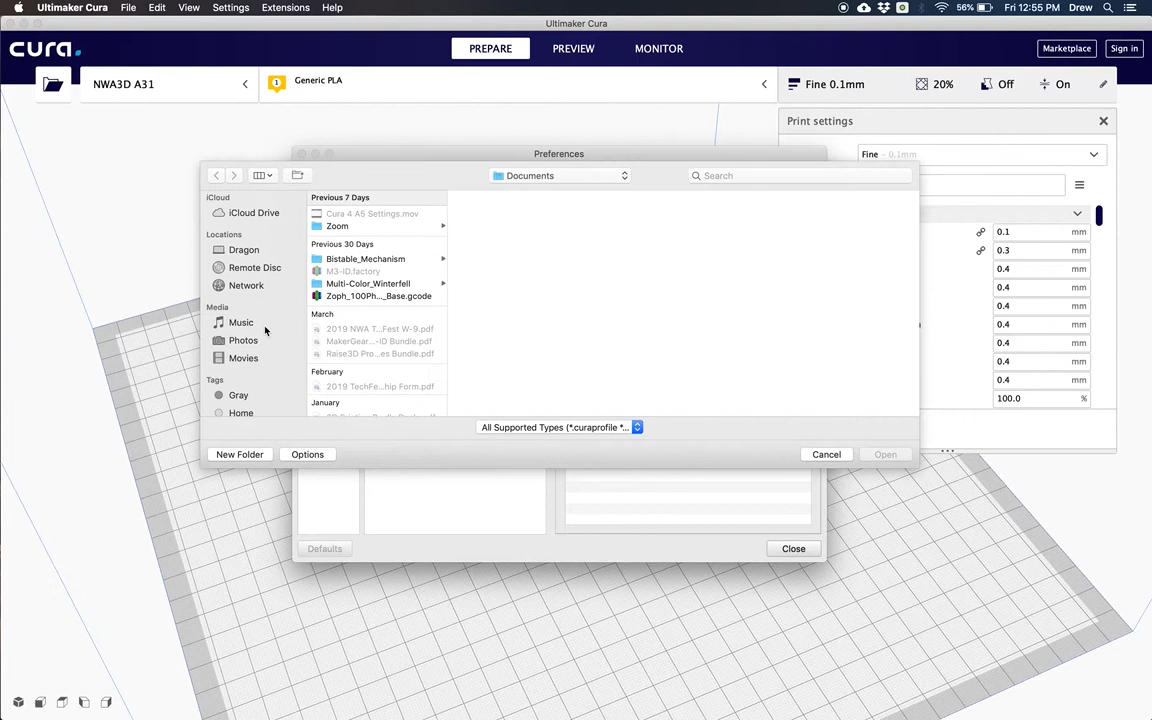 Ultimaker Cura File Edit View Settings Extensions Help 56% Fri 12:55 PM Drew
Ultimaker Cura
cura. PREPARE PREVIEW MONITOR Marketplace Sign in
NWA3D A31 1 Generic PLA Fine 0.1mm 20% Off On
Print settings
Preferences
Fine - 0.1mm
Documents Search
iCloud
iCloud Drive
Locations
Dragon
Remote Disc
Network
Media
Music
Photos
Movies
Tags
Gray
Home
Previous 7 Days
Cura 4 A5 Settings.mov
Zoom
Previous 30 Days
Bistable_Mechanism
M3-ID.factory
Multi-Color_Winterfell
Zoph_100Ph..._Base.gcode
March
2019 NWA T...Fest W-9.pdf
MakerGear...-ID Bundle.pdf
Raise3D Pro...es Bundle.pdf
February
2019 TechFe...hip Form.pdf
January
0.1 mm
0.3 mm
0.4 mm
0.4 mm
0.4 mm
0.4 mm
0.4 mm
0.4 mm
0.4 mm
100.0 %
All Supported Types (*.curaprofile *...
New Folder Options Cancel Open
Defaults Close